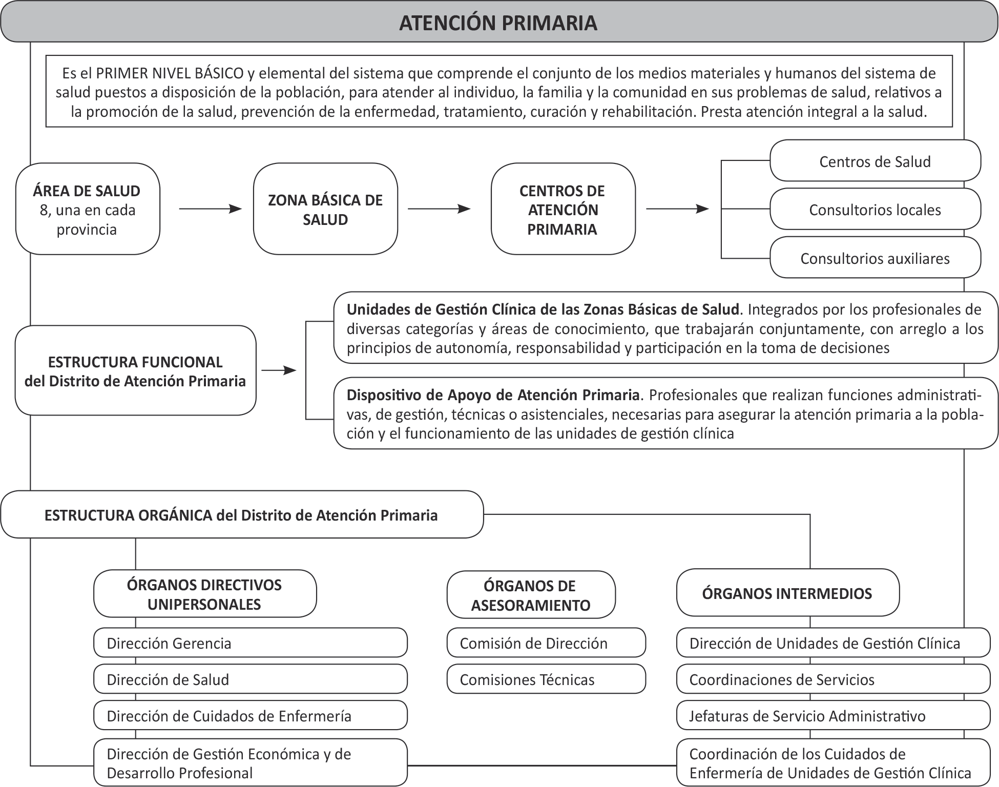 ATENCIÓN PRIMARIA
Es el PRIMER NIVEL BÁSICO y elemental del sistema que comprende el conjunto de los medios materiales y humanos del sistema de
salud puestos a disposición de la población, para atender al individuo, la familia y la comunidad en sus problemas de salud, relativos a
la promoción de la salud, prevención de la enfermedad, tratamiento, curación y rehabilitación. Presta atención integral a la salud.
ÁREA DE SALUD
8, una en cada
provincia
ZONA BÁSICA DE
SALUD
CENTROS DE
ATENCIÓN
PRIMARIA
Centros de Salud
Consultorios locales
Consultorios auxiliares
ESTRUCTURA FUNCIONAL
del Distrito de Atención Primaria
Unidades de Gestión Clínica de las Zonas Básicas de Salud. Integrados por los profesionales de
diversas categorías y áreas de conocimiento, que trabajarán conjuntamente, con arreglo a los
principios de autonomía, responsabilidad y participación en la toma de decisiones
Dispositivo de Apoyo de Atención Primaria. Profesionales que realizan funciones administrati-
vas, de gestión, técnicas o asistenciales, necesarias para asegurar la atención primaria a la pobla-
ción y el funcionamiento de las unidades de gestión clínica
ESTRUCTURA ORGÁNICA del Distrito de Atención Primaria
ÓRGANOS DIRECTIVOS
UNIPERSONALES
Dirección Gerencia
Dirección de Salud
Dirección de Cuidados de Enfermería
Dirección de Gestión Económica y de
Desarrollo Profesional
ÓRGANOS DE
ASESORAMIENTO
Comisión de Dirección
Comisiones Técnicas
ÓRGANOS INTERMEDIOS
Dirección de Unidades de Gestión Clínica
Coordinaciones de Servicios
Jefaturas de Servicio Administrativo
Coordinación de los Cuidados de
Enfermería de Unidades de Gestión Clínica